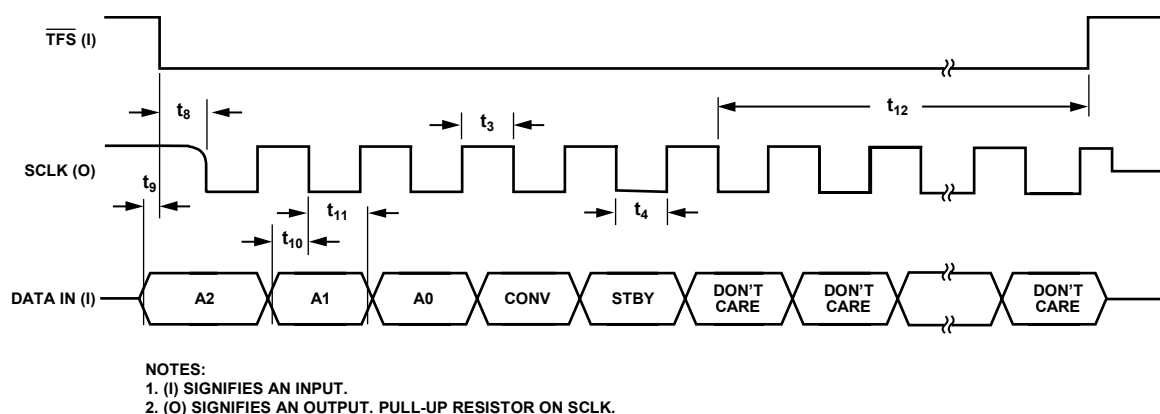 TFS (I)
t8
t3
t12
SCLK (O)
t9
t11
t4
t10
DATA IN (I)
A2
A1
A0
CONV
STBY
DON'T CARE
DON'T CARE
DON'T CARE
NOTES:
1. (I) SIGNIFIES AN INPUT.
2. (O) SIGNIFIES AN OUTPUT. PULL-UP RESISTOR ON SCLK.